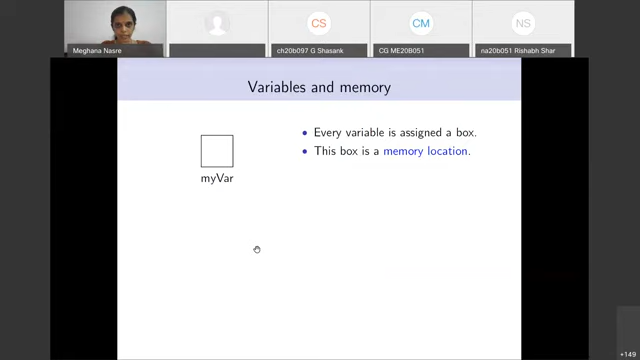 CS
CM
NS
Meghana Nasre
ch20b097 G Shasank
CG ME20B051
na20b051 Rishabh Shar
Variables and memory
• Every variable is assigned a box.
• This box is a memory location.
myVar
+149